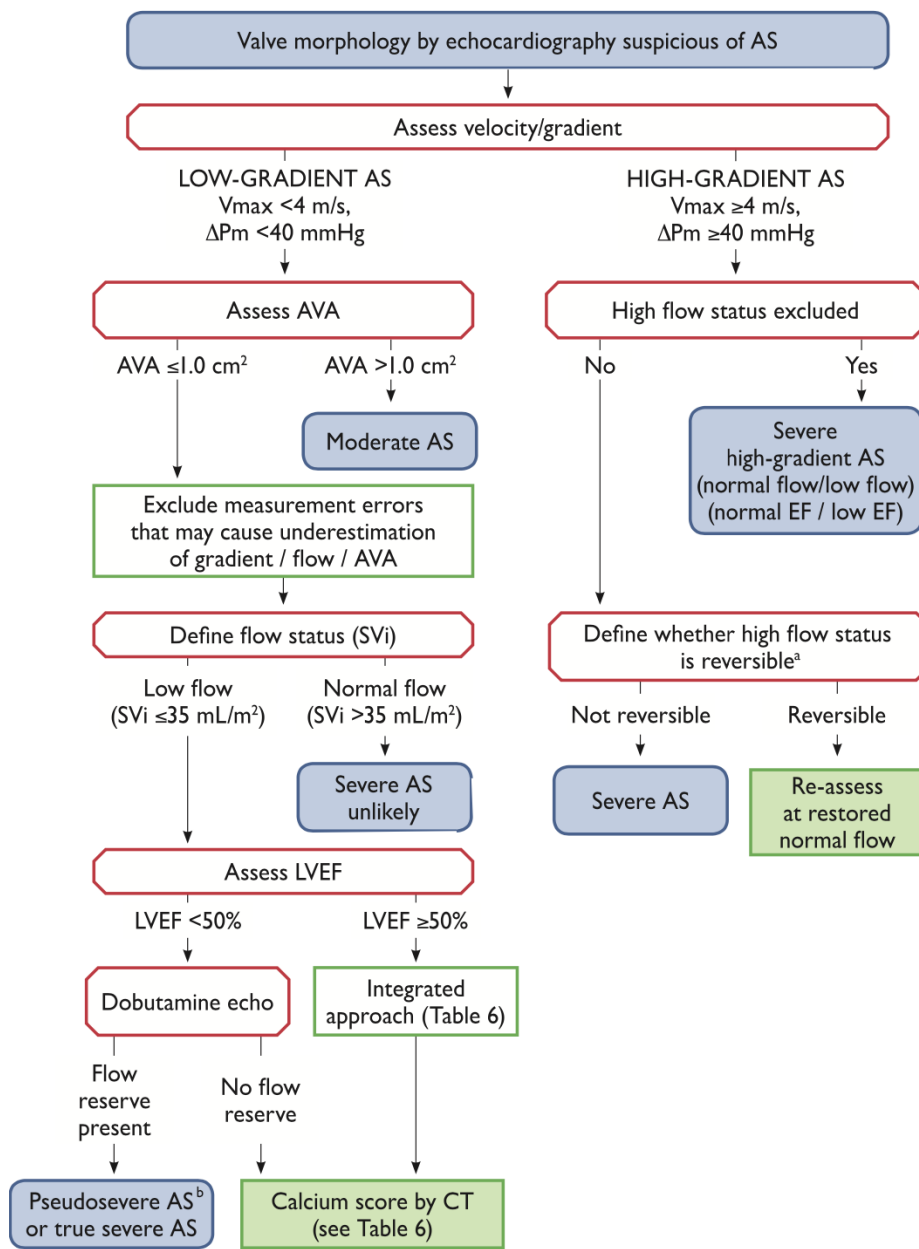 Valve morphology by echocardiography suspicious of AS
Assess velocity/gradient
LOW-GRADIENT AS
Vmax <4 m/s,
ΔPm <40 mmHg
HIGH-GRADIENT AS
Vmax ≥4 m/s,
ΔPm ≥40 mmHg
Assess AVA
High flow status excluded
AVA ≤1.0 cm²
AVA >1.0 cm²
No
Yes
Moderate AS
Severe
high-gradient AS
(normal flow/low flow)
(normal EF / low EF)
Exclude measurement errors
that may cause underestimation
of gradient / flow / AVA
Define flow status (SVi)
Define whether high flow status
is reversibleᵃ
Low flow
(SVi ≤35 mL/m²)
Normal flow
(SVi >35 mL/m²)
Not reversible
Reversible
Severe AS
unlikely
Severe AS
Re-assess
at restored
normal flow
Assess LVEF
LVEF <50%
LVEF ≥50%
Dobutamine echo
Integrated
approach (Table 6)
Flow
reserve
present
No flow
reserve
Pseudosevere ASᵇ
or true severe AS
Calcium score by CT
(see Table 6)